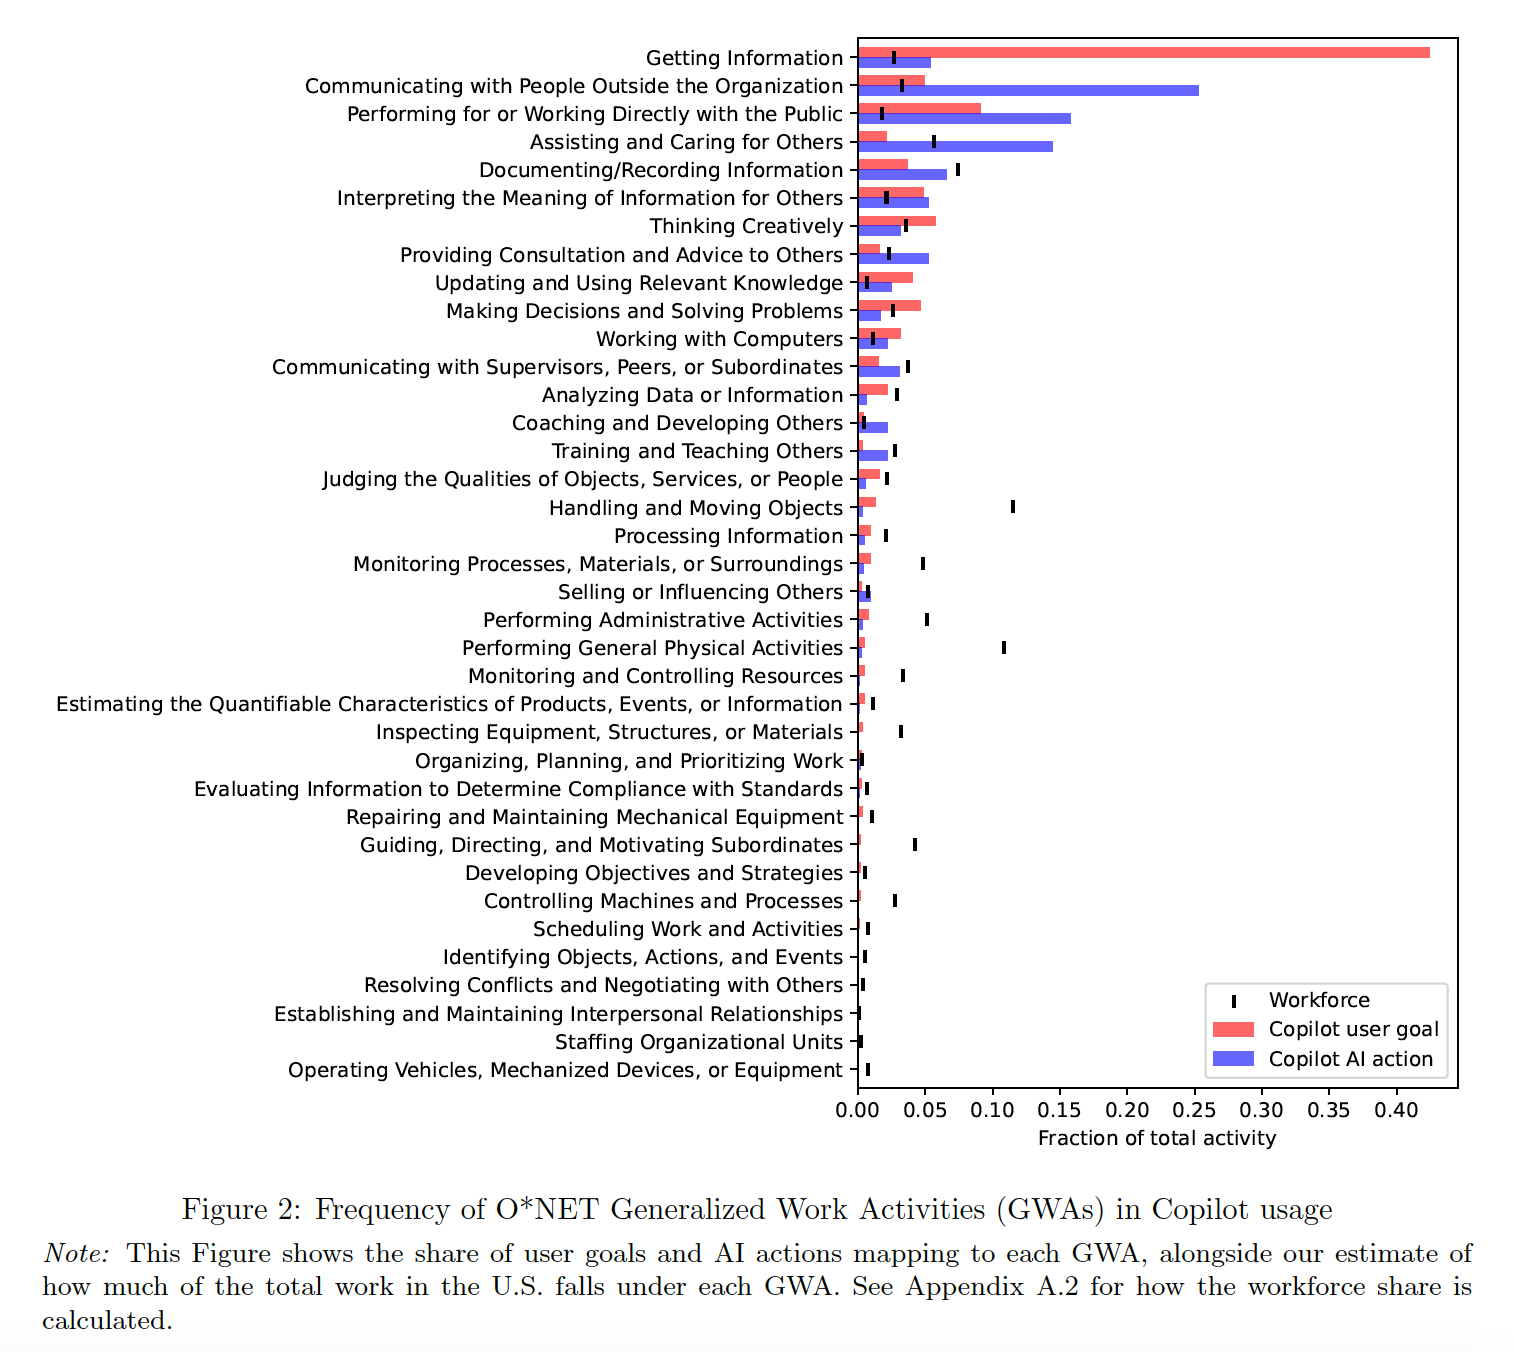 Getting Information
Communicating with People Outside the Organization
Performing for or Working Directly with the Public
Assisting and Caring for Others
Documenting/Recording Information
Interpreting the Meaning of Information for Others
Thinking Creatively
Providing Consultation and Advice to Others
Updating and Using Relevant Knowledge
Making Decisions and Solving Problems
Working with Computers
Communicating with Supervisors, Peers, or Subordinates
Analyzing Data or Information
Coaching and Developing Others
Training and Teaching Others
Judging the Qualities of Objects, Services, or People
Handling and Moving Objects
Processing Information
Monitoring Processes, Materials, or Surroundings
Selling or Influencing Others
Performing Administrative Activities
Performing General Physical Activities
Monitoring and Controlling Resources
Estimating the Quantifiable Characteristics of Products, Events, or Information
Inspecting Equipment, Structures, or Materials
Organizing, Planning, and Prioritizing Work
Evaluating Information to Determine Compliance with Standards
Repairing and Maintaining Mechanical Equipment
Guiding, Directing, and Motivating Subordinates
Developing Objectives and Strategies
Controlling Machines and Processes
Scheduling Work and Activities
Identifying Objects, Actions, and Events
Resolving Conflicts and Negotiating with Others
Establishing and Maintaining Interpersonal Relationships
Staffing Organizational Units
Operating Vehicles, Mechanized Devices, or Equipment
Workforce
Copilot user goal
Copilot AI action
0.00 0.05 0.10 0.15 0.20 0.25 0.30 0.35 0.40
Fraction of total activity
Figure 2: Frequency of O*NET Generalized Work Activities (GWAs) in Copilot usage
Note: This Figure shows the share of user goals and AI actions mapping to each GWA, alongside our estimate of
how much of the total work in the U.S. falls under each GWA. See Appendix A.2 for how the workforce share is
calculated.